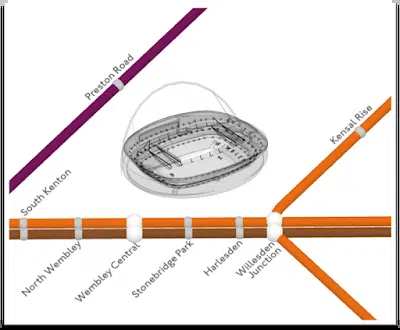 Preston Road
Kensal Rise
South Kenton
North Wembley
Wembley Central
Stonebridge Park
Harlesden
Willesden
Junction